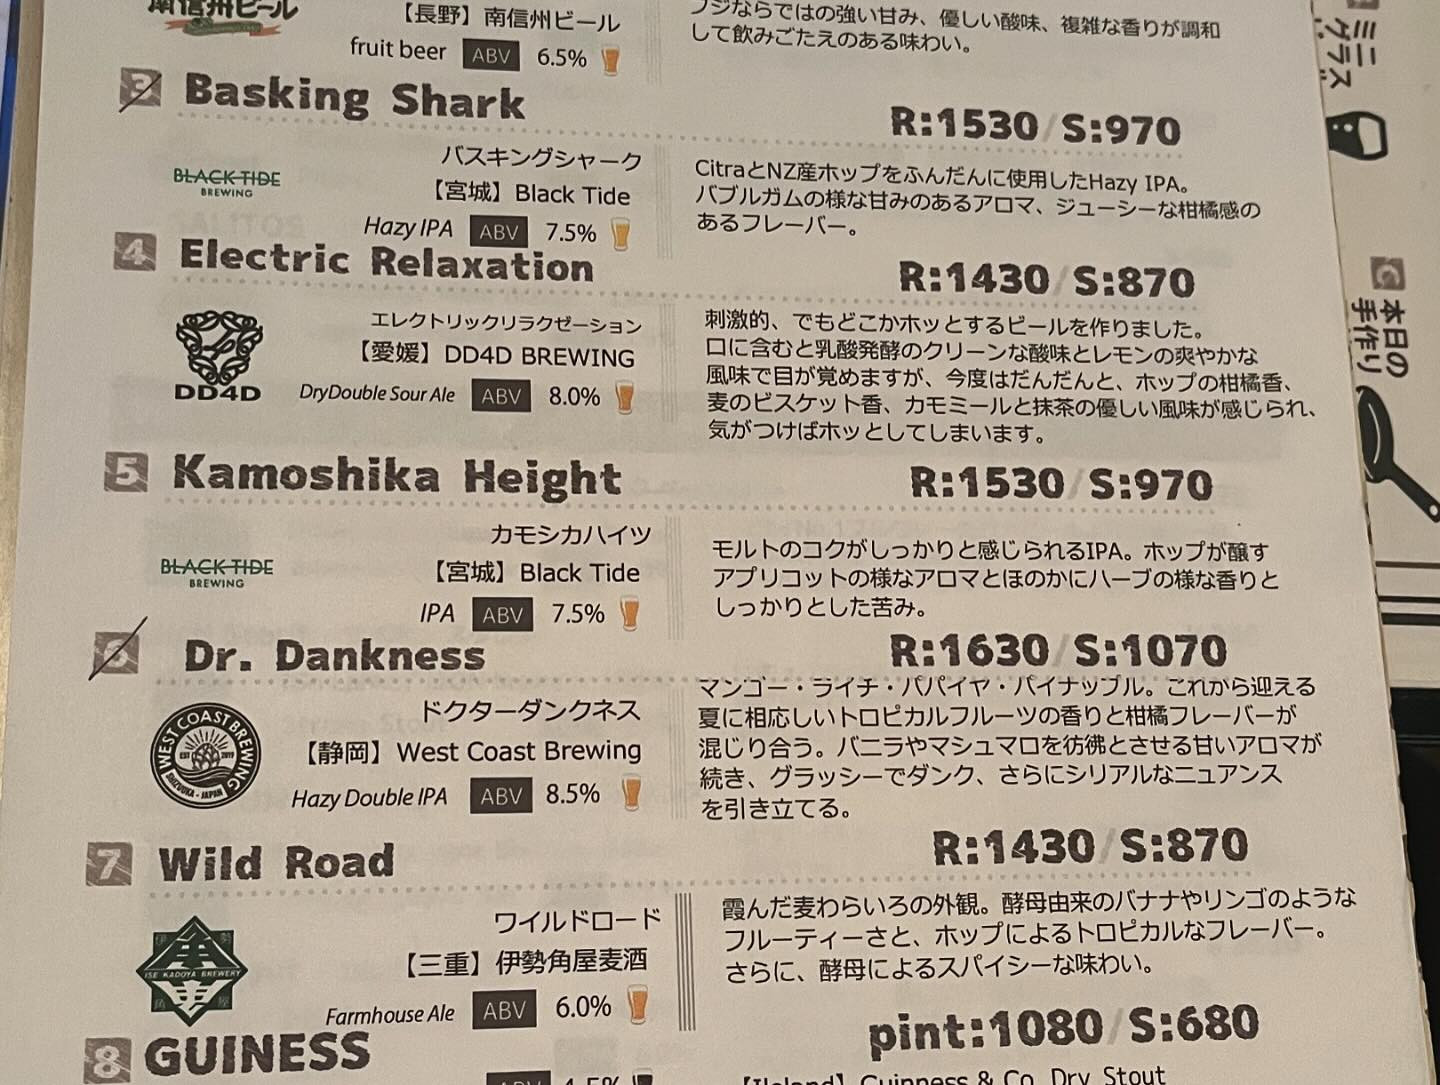 南信州ビール
【長野】南信州ビール
fruit beer ABV 6.5%
フジならではの強い甘み、優しい酸味、複雑な香りが調和
して飲みごたえのある味わい。
3 Basking Shark
R:1530/S:970
BLACK TIDE
BREWING
バスキングシャーク
【宮城】Black Tide
Hazy IPA ABV 7.5%
CitraとNZ産ホップをふんだんに使用したHazy IPA。
バブルガムの様な甘みのあるアロマ、ジューシーな柑橘感の
あるフレーバー。
4 Electric Relaxation
R:1430/S:870
DD4D
エレクトリックリラクゼーション
【愛媛】DD4D BREWING
DryDouble Sour Ale ABV 8.0%
刺激的、でもどこかホッとするビールを作りました。
口に含むと乳酸発酵のクリーンな酸味とレモンの爽やかな
風味で目が覚めますが、今度はだんだんと、ホップの柑橘香、
麦のビスケット香、カモミールと抹茶の優しい風味が感じられ、
気がつけばホッとしてしまいます。
5 Kamoshika Height
R:1530/S:970
BLACK TIDE
BREWING
カモシカハイツ
【宮城】Black Tide
IPA ABV 7.5%
モルトのコクがしっかりと感じられるIPA。ホップが醸す
アプリコットの様なアロマとほのかにハーブの様な香りと
しっかりとした苦み。
6 Dr. Dankness
R:1630/S:1070
WEST COAST BREWING
EST 2019
SHIZUOKA - JAPAN
ドクターダンクネス
【静岡】West Coast Brewing
Hazy Double IPA ABV 8.5%
マンゴー・ライチ・パパイヤ・パイナップル。これから迎える
夏に相応しいトロピカルフルーツの香りと柑橘フレーバーが
混じり合う。バニラやマシュマロを彷彿とさせる甘いアロマが
続き、グラッシーでダンク、さらにシリアルなニュアンス
を引き立てる。
7 Wild Road
R:1430/S:870
伊勢
ISE KADOYA BREWERY
角屋
ワイルドロード
【三重】伊勢角屋麦酒
Farmhouse Ale ABV 6.0%
霞んだ麦わらいろの外観。酵母由来のバナナやリンゴのような
フルーティーさと、ホップによるトロピカルなフレーバー。
さらに、酵母によるスパイシーな味わい。
8 GUINESS
pint:1080/S:680
ABV 4.5%
【Ileland】Guinness & Co. Dry Stout
ミニ
グラス
C 本日の
手作り